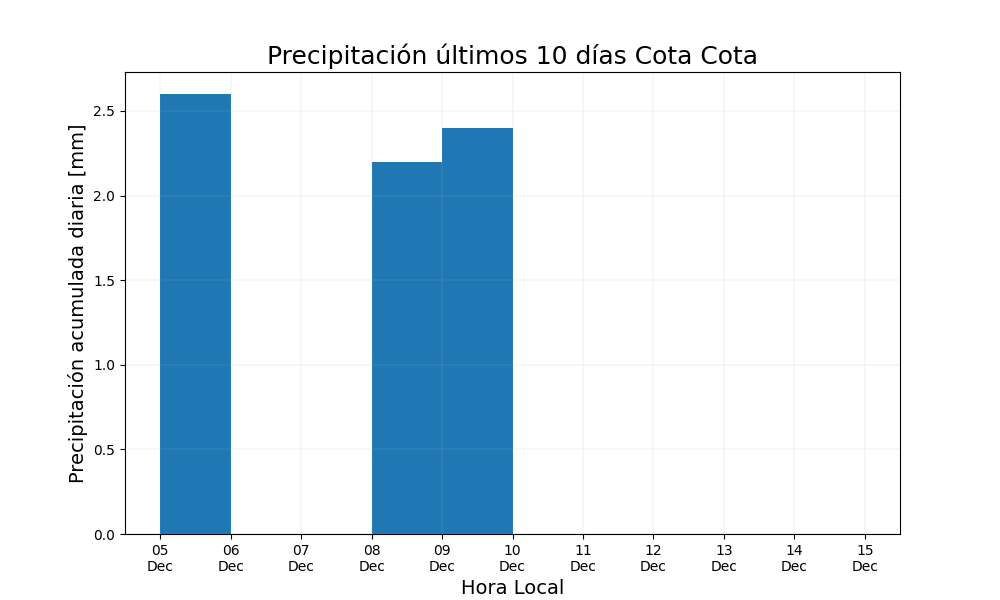 Precipitación últimos 10 días Cota Cota
Precipitación acumulada diaria [mm]
2.5
2.0
1.5
1.0
0.5
0.0
05 06 07 08 09 10 11 12 13 14 15
Dec Dec Dec Dec Dec Dec Dec Dec Dec Dec Dec
Hora Local